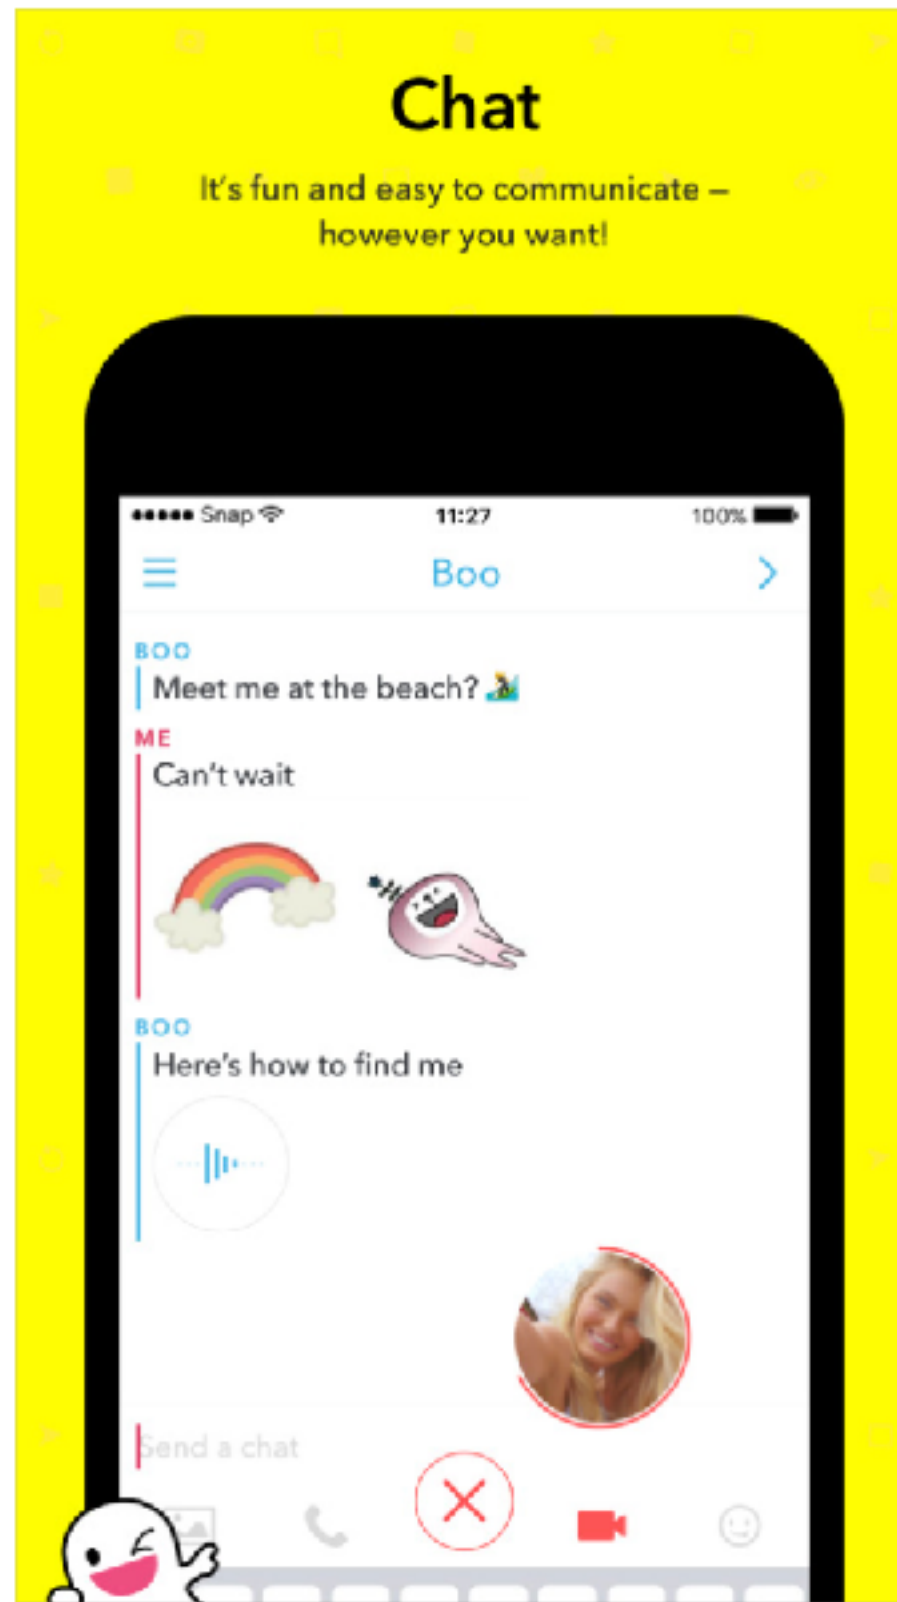 Chat
It's fun and easy to communicate –
however you want!
Snap 11:27 100%
Boo
BOO
Meet me at the beach?
ME
Can't wait
BOO
Here's how to find me
Send a chat